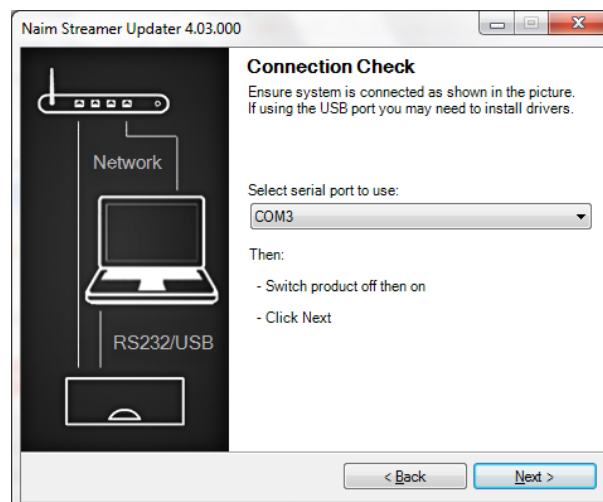 Naim Streamer Updater 4.03.000
Network
RS232/USB
Connection Check
Ensure system is connected as shown in the picture.
If using the USB port you may need to install drivers.
Select serial port to use:
COM3
Then:
- Switch product off then on
- Click Next
< Back
Next >